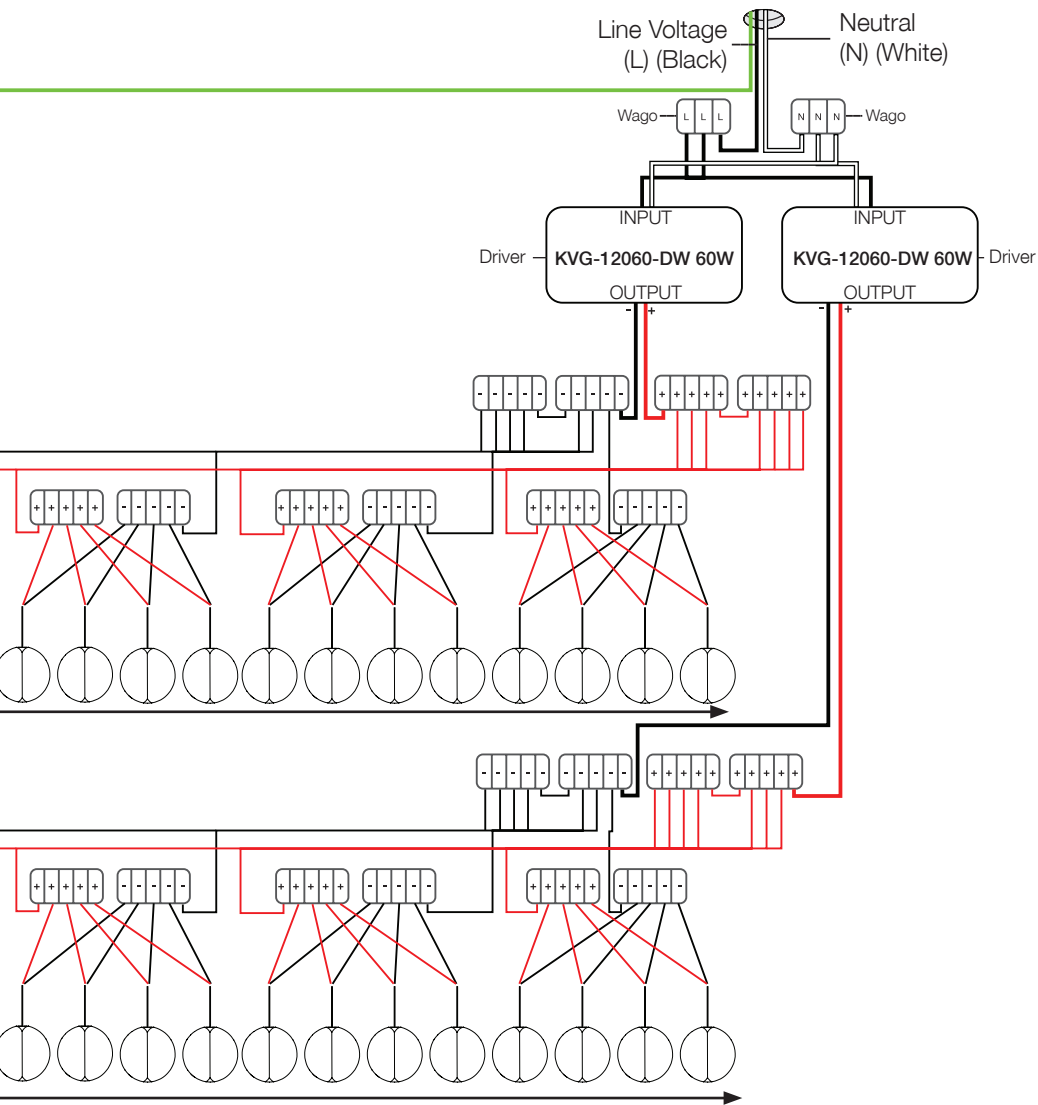 Line Voltage
(L) (Black)
Neutral
(N) (White)
Wago
L L L
N N N
Wago
INPUT
INPUT
Driver
KVG-12060-DW 60W
KVG-12060-DW 60W
Driver
OUTPUT
OUTPUT
- +
- +
- - - - -
- - - - -
+ + + + +
+ + + + +
+ + + + +
- - - - -
+ + + + +
- - - - -
+ + + + +
- - - - -
- - - - -
- - - - -
+ + + + +
+ + + + +
+ + + + +
- - - - -
+ + + + +
- - - - -
+ + + + +
- - - - -